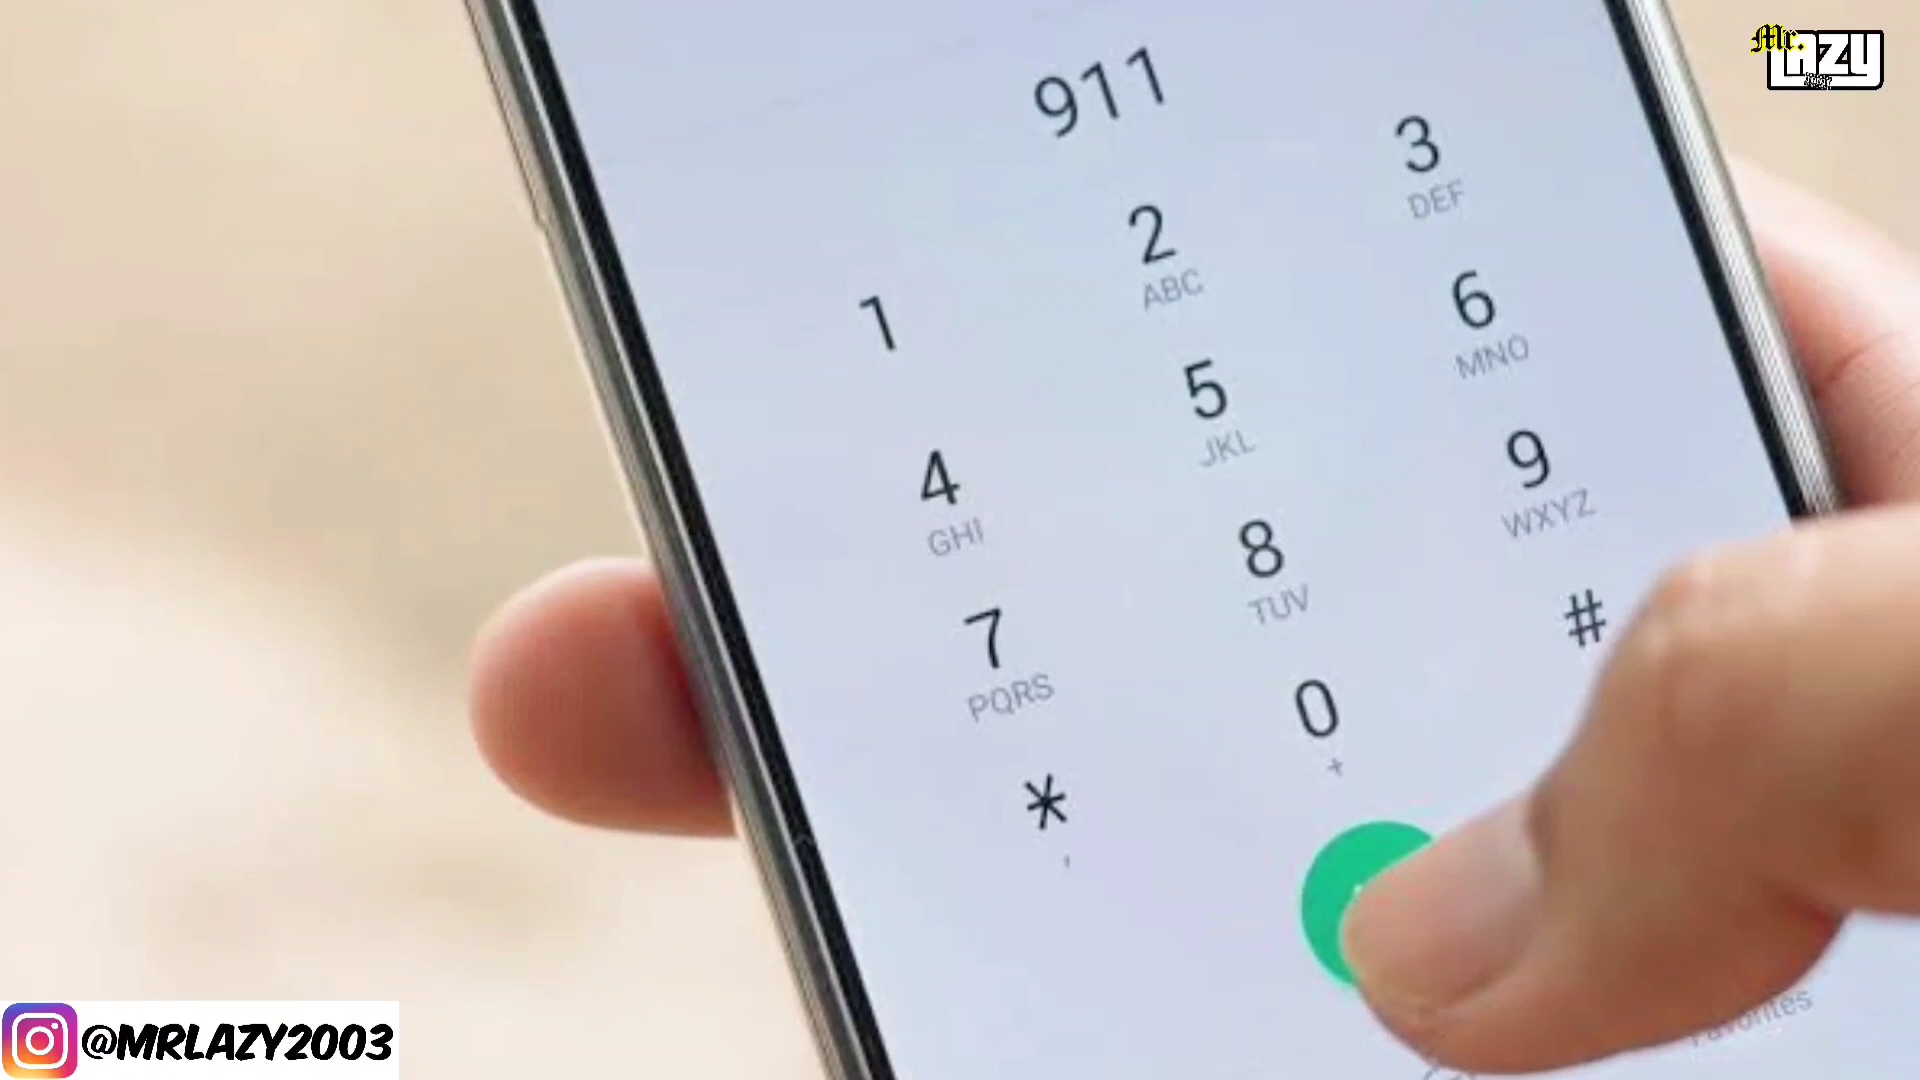 Mr.
LAZY
911
1
2
ABC
3
DEF
4
GHI
5
JKL
6
MNO
7
PQRS
8
TUV
9
WXYZ
*
,
0
+
#
Favorites
@MRLAZY2003